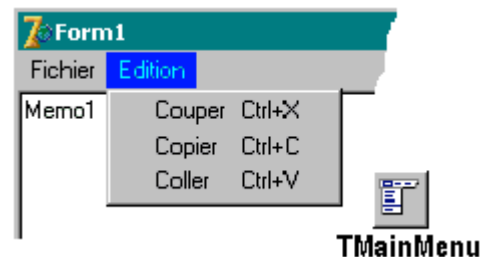 Form1
Fichier Edition
Memo1
Couper Ctrl+X
Copier Ctrl+C
Coller Ctrl+V
TMainMenu